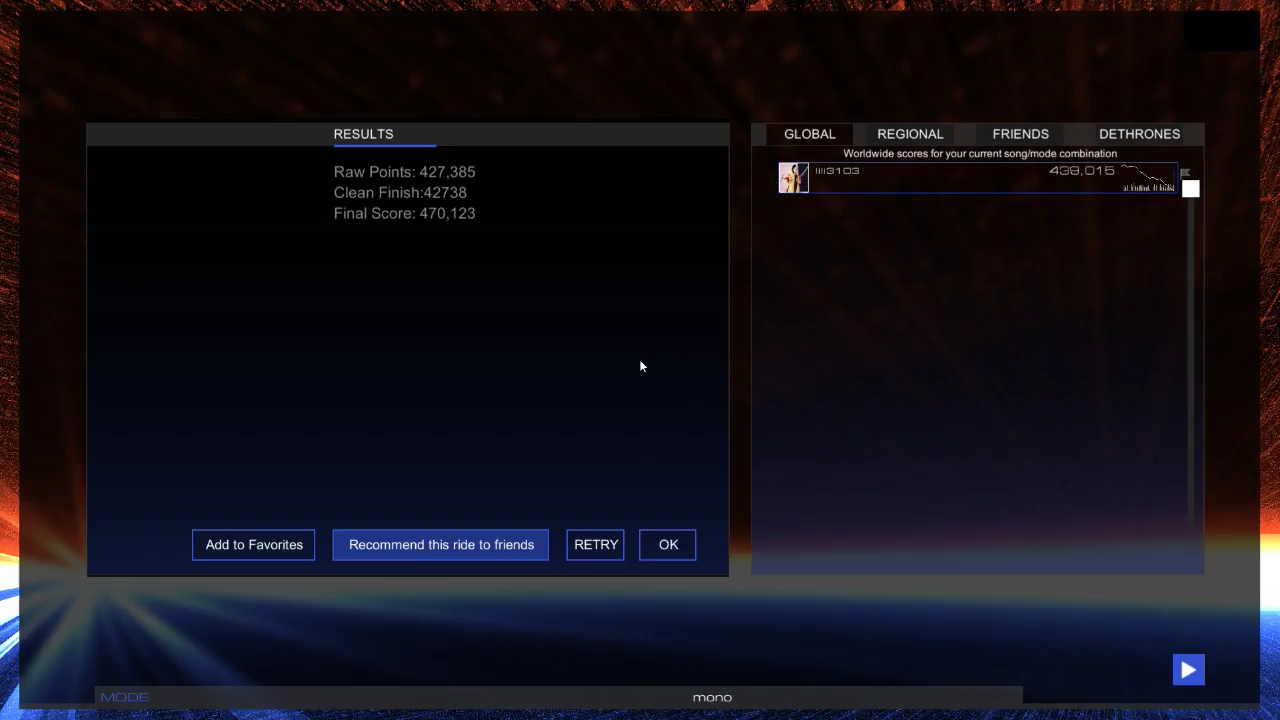 RESULTS
Raw Points: 427,385
Clean Finish:42738
Final Score: 470,123
Add to Favorites
Recommend this ride to friends
RETRY
OK
GLOBAL
REGIONAL
FRIENDS
DETHRONES
Worldwide scores for your current song/mode combination
439,015
MODE
mono